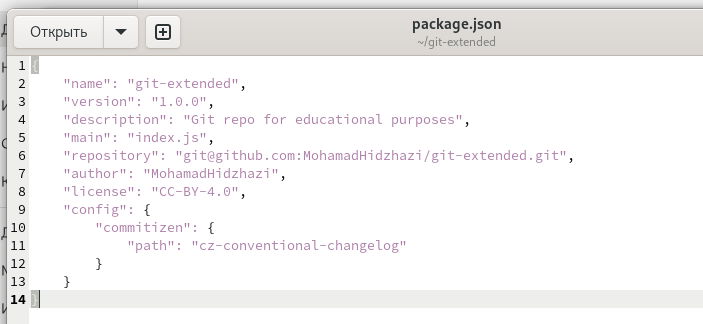 Открыть
package.json
~/git-extended
1 {
2     "name": "git-extended",
3     "version": "1.0.0",
4     "description": "Git repo for educational purposes",
5     "main": "index.js",
6     "repository": "git@github.com:MohamadHidzhazi/git-extended.git",
7     "author": "MohamadHidzhazi",
8     "license": "CC-BY-4.0",
9     "config": {
10         "commitizen": {
11             "path": "cz-conventional-changelog"
12         }
13     }
14 }